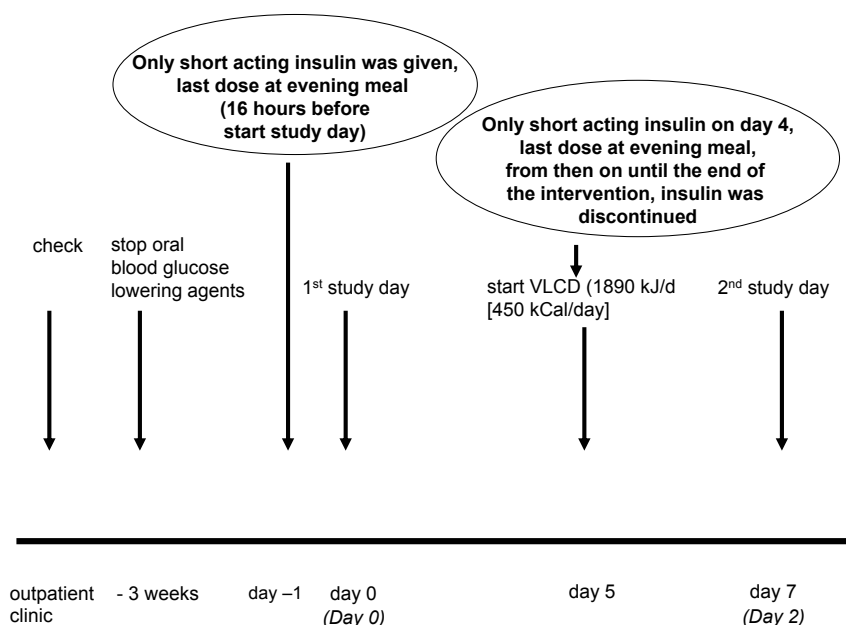 Only short acting insulin was given,
last dose at evening meal
(16 hours before
start study day)
Only short acting insulin on day 4,
last dose at evening meal,
from then on until the end of
the intervention, insulin was
discontinued
check
stop oral
blood glucose
lowering agents
1st study day
start VLCD (1890 kJ/d
[450 kCal/day]
2nd study day
outpatient
clinic
- 3 weeks
day –1
day 0
(Day 0)
day 5
day 7
(Day 2)